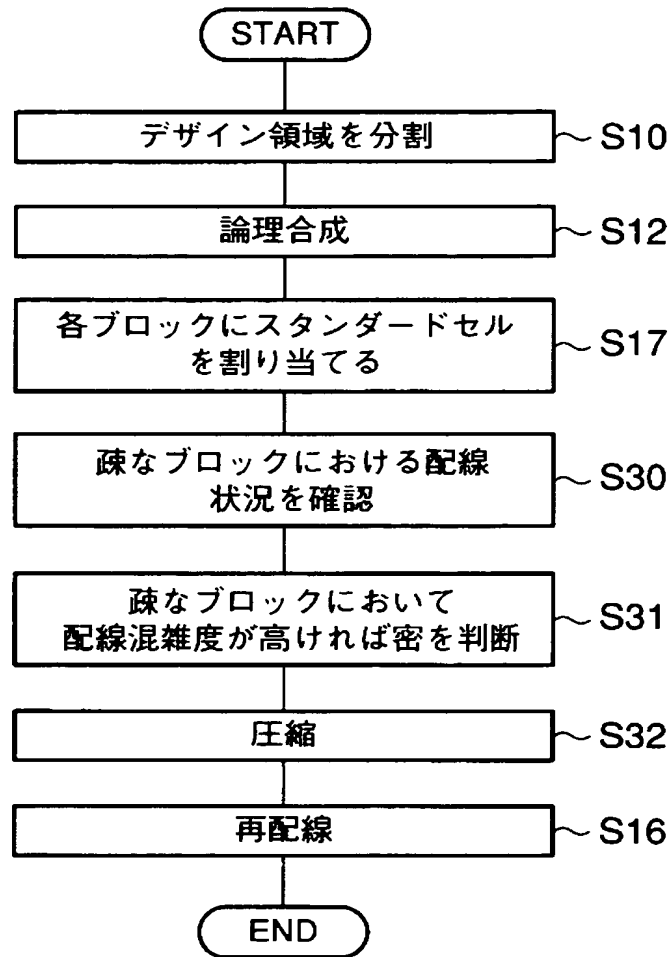 START
デザイン領域を分割
S10
論理合成
S12
各ブロックにスタンダードセル
を割り当てる
S17
疎なブロックにおける配線
状況を確認
S30
疎なブロックにおいて
配線混雑度が高ければ密を判断
S31
圧縮
S32
再配線
S16
END